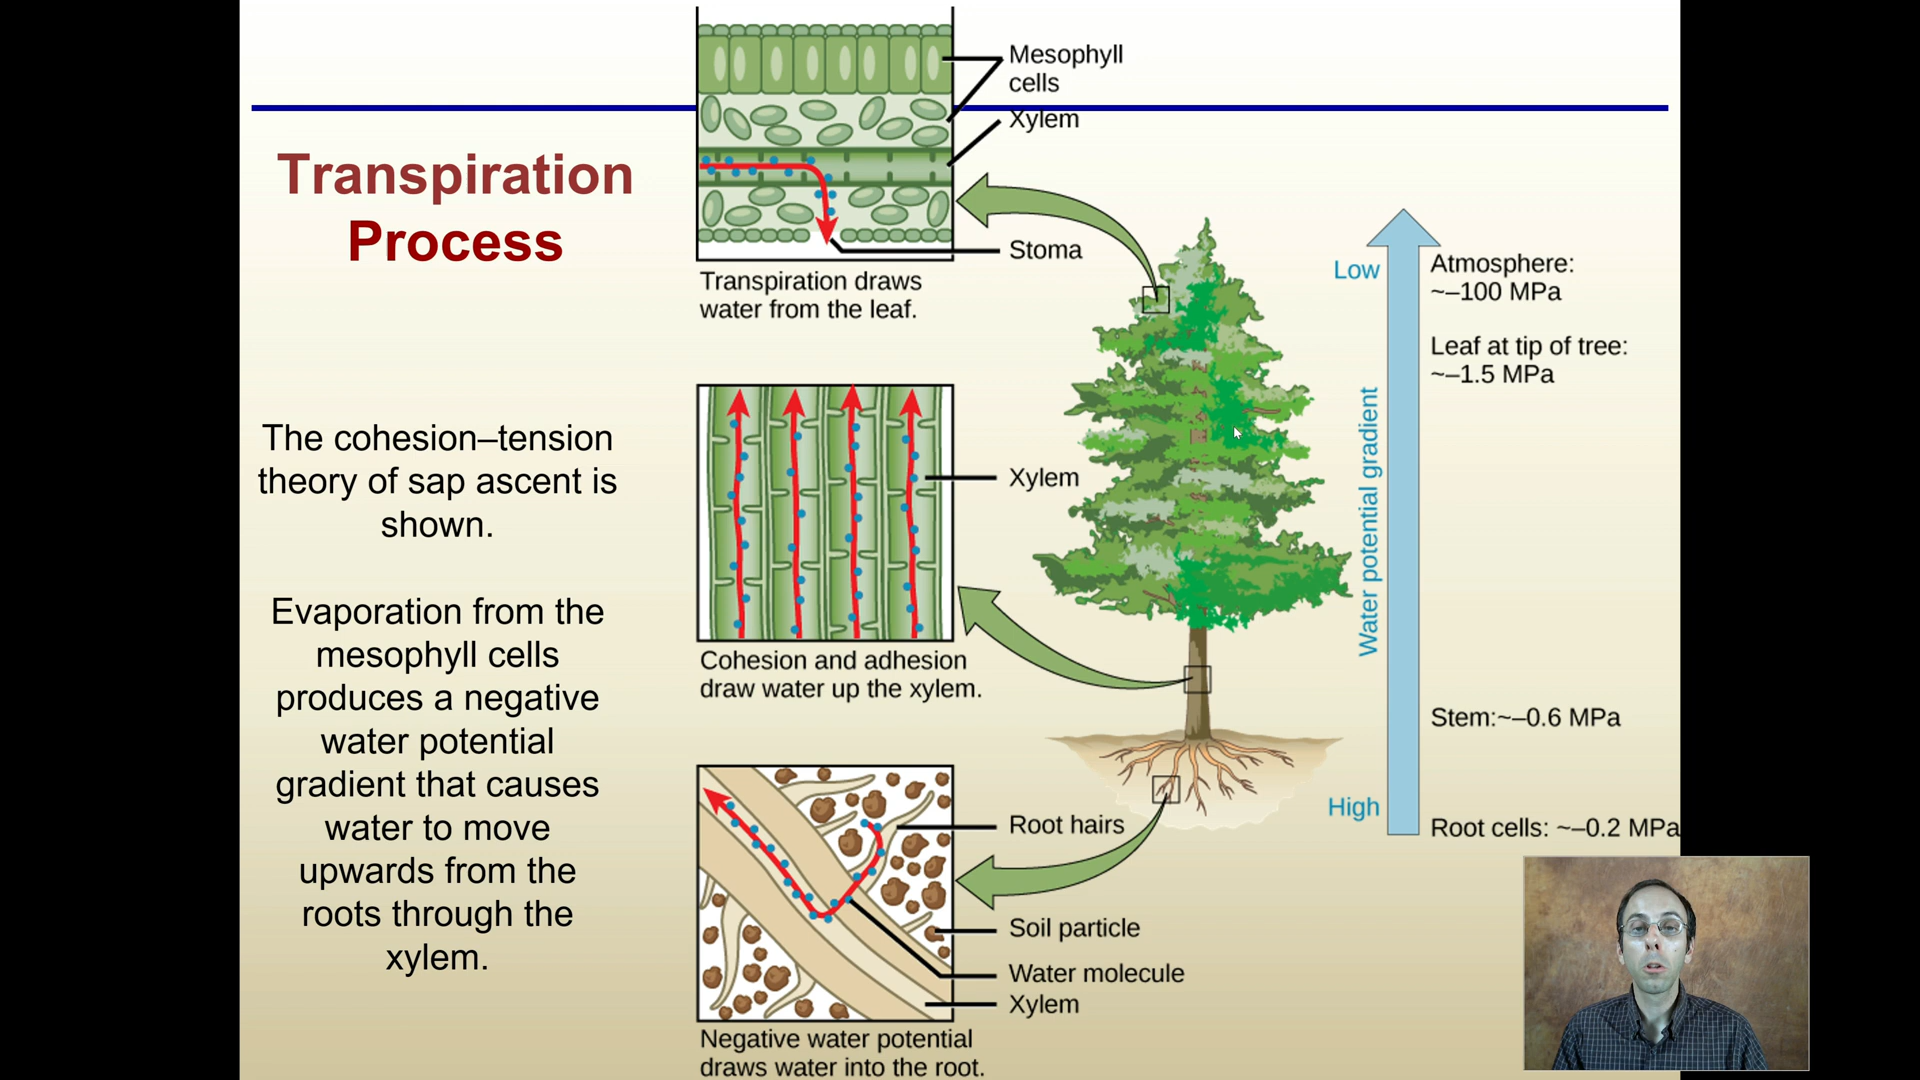 Transpiration
Process
The cohesion–tension
theory of sap ascent is
shown.
Evaporation from the
mesophyll cells
produces a negative
water potential
gradient that causes
water to move
upwards from the
roots through the
xylem.
Mesophyll
cells
Xylem
Stoma
Transpiration draws
water from the leaf.
Xylem
Cohesion and adhesion
draw water up the xylem.
Root hairs
Soil particle
Water molecule
Xylem
Negative water potential
draws water into the root.
Low
Water potential gradient
High
Atmosphere:
~–100 MPa
Leaf at tip of tree:
~–1.5 MPa
Stem:~–0.6 MPa
Root cells: ~–0.2 MPa